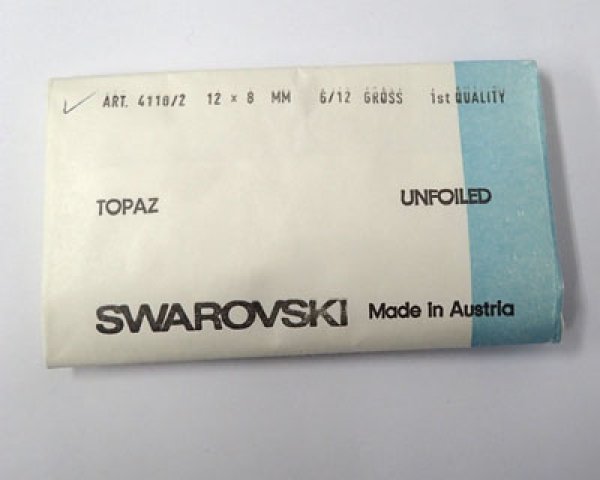 ART. 4110/2 12 × 8 MM 6/12 GROSS 1st QUALITY
TOPAZ UNFOILED
SWAROVSKI Made in Austria